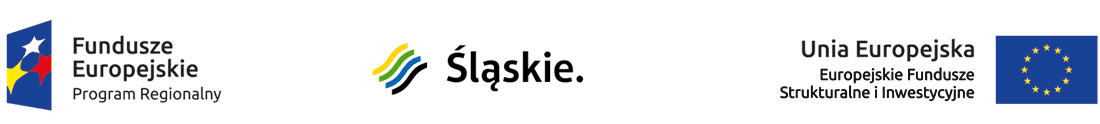 Fundusze
Europejskie
Program Regionalny
Śląskie.
Unia Europejska
Europejskie Fundusze
Strukturalne i Inwestycyjne